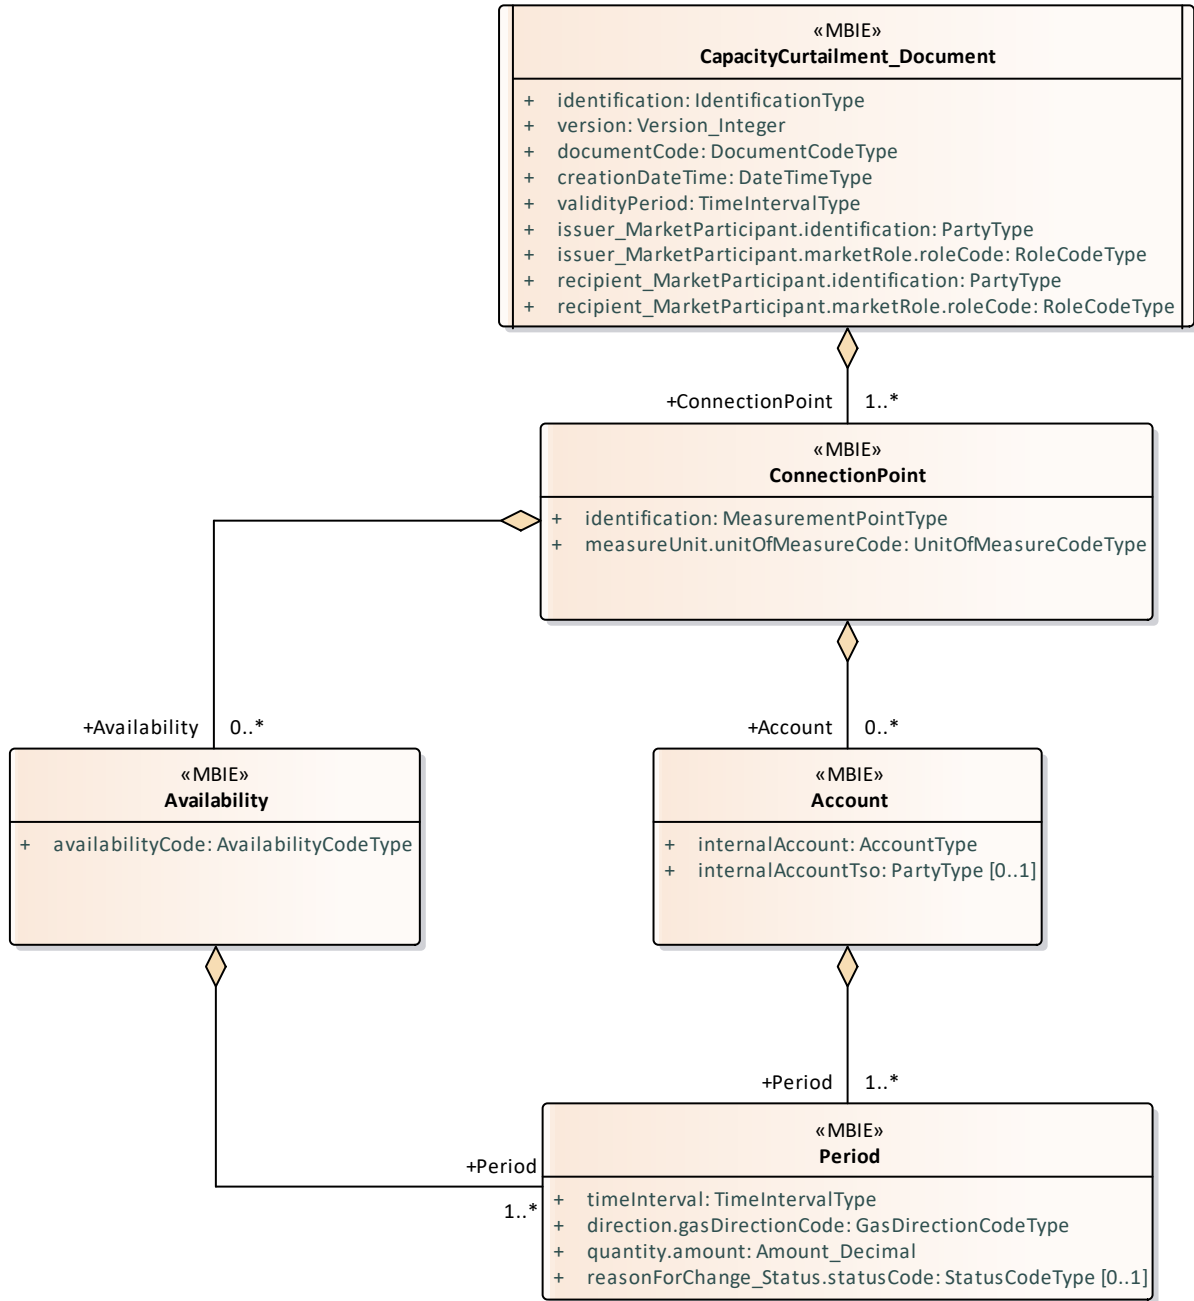 «MBIE»
CapacityCurtailment_Document
+ identification: IdentificationType
+ version: Version_Integer
+ documentCode: DocumentCodeType
+ creationDateTime: DateTimeType
+ validityPeriod: TimeIntervalType
+ issuer_MarketParticipant.identification: PartyType
+ issuer_MarketParticipant.marketRole.roleCode: RoleCodeType
+ recipient_MarketParticipant.identification: PartyType
+ recipient_MarketParticipant.marketRole.roleCode: RoleCodeType
+ConnectionPoint 1..*
«MBIE»
ConnectionPoint
+ identification: MeasurementPointType
+ measureUnit.unitOfMeasureCode: UnitOfMeasureCodeType
+Availability 0..*
+Account 0..*
«MBIE»
Availability
+ availabilityCode: AvailabilityCodeType
«MBIE»
Account
+ internalAccount: AccountType
+ internalAccountTso: PartyType [0..1]
+Period 1..*
+Period
1..*
«MBIE»
Period
+ timeInterval: TimeIntervalType
+ direction.gasDirectionCode: GasDirectionCodeType
+ quantity.amount: Amount_Decimal
+ reasonForChange_Status.statusCode: StatusCodeType [0..1]